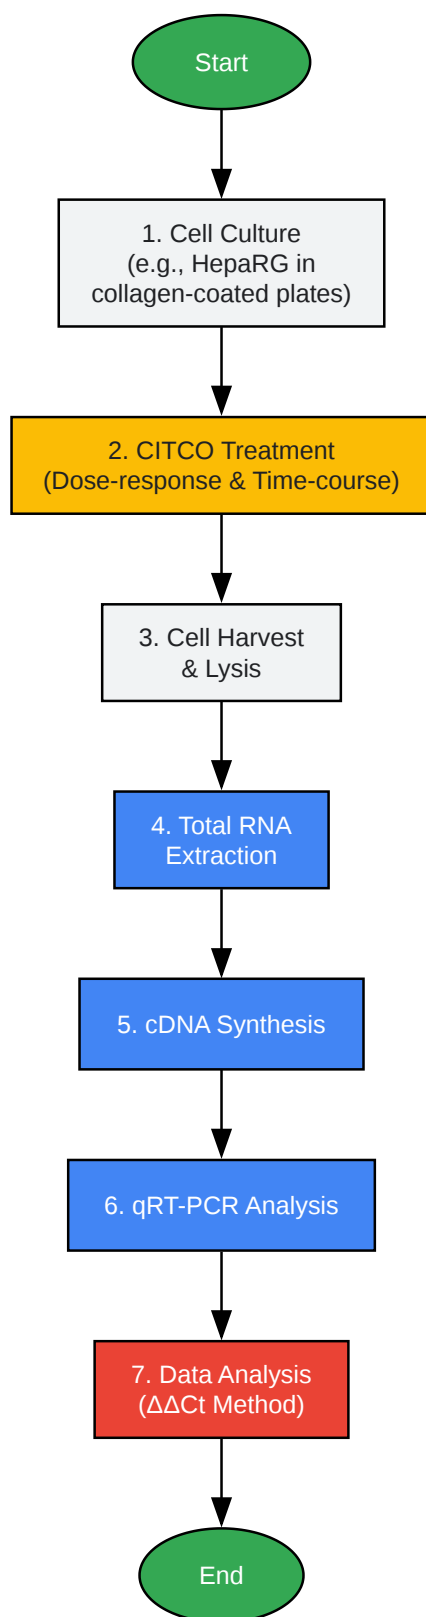 Start
1. Cell Culture
(e.g., HepaRG in
collagen-coated plates)
2. CITCO Treatment
(Dose-response & Time-course)
3. Cell Harvest
& Lysis
4. Total RNA
Extraction
5. cDNA Synthesis
6. qRT-PCR Analysis
7. Data Analysis
(ΔΔCt Method)
End